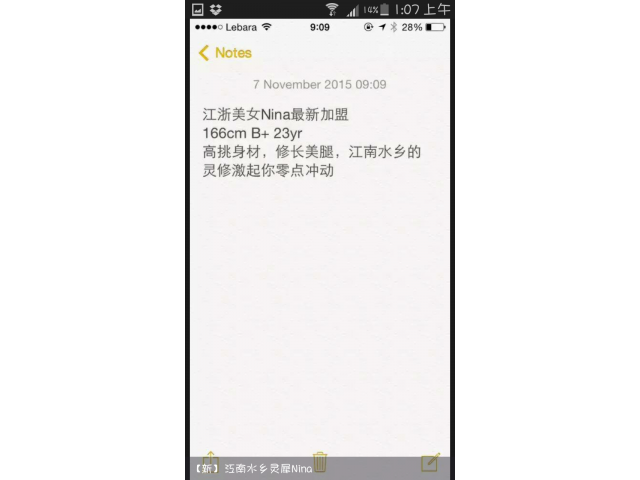 14% 1:07 上午
Lebara 9:09 28%
Notes
7 November 2015 09:09
江浙美女Nina最新加盟
166cm B+ 23yr
高挑身材，修长美腿，江南水乡的
灵修激起你零点冲动
【新】江南水乡灵犀Nina